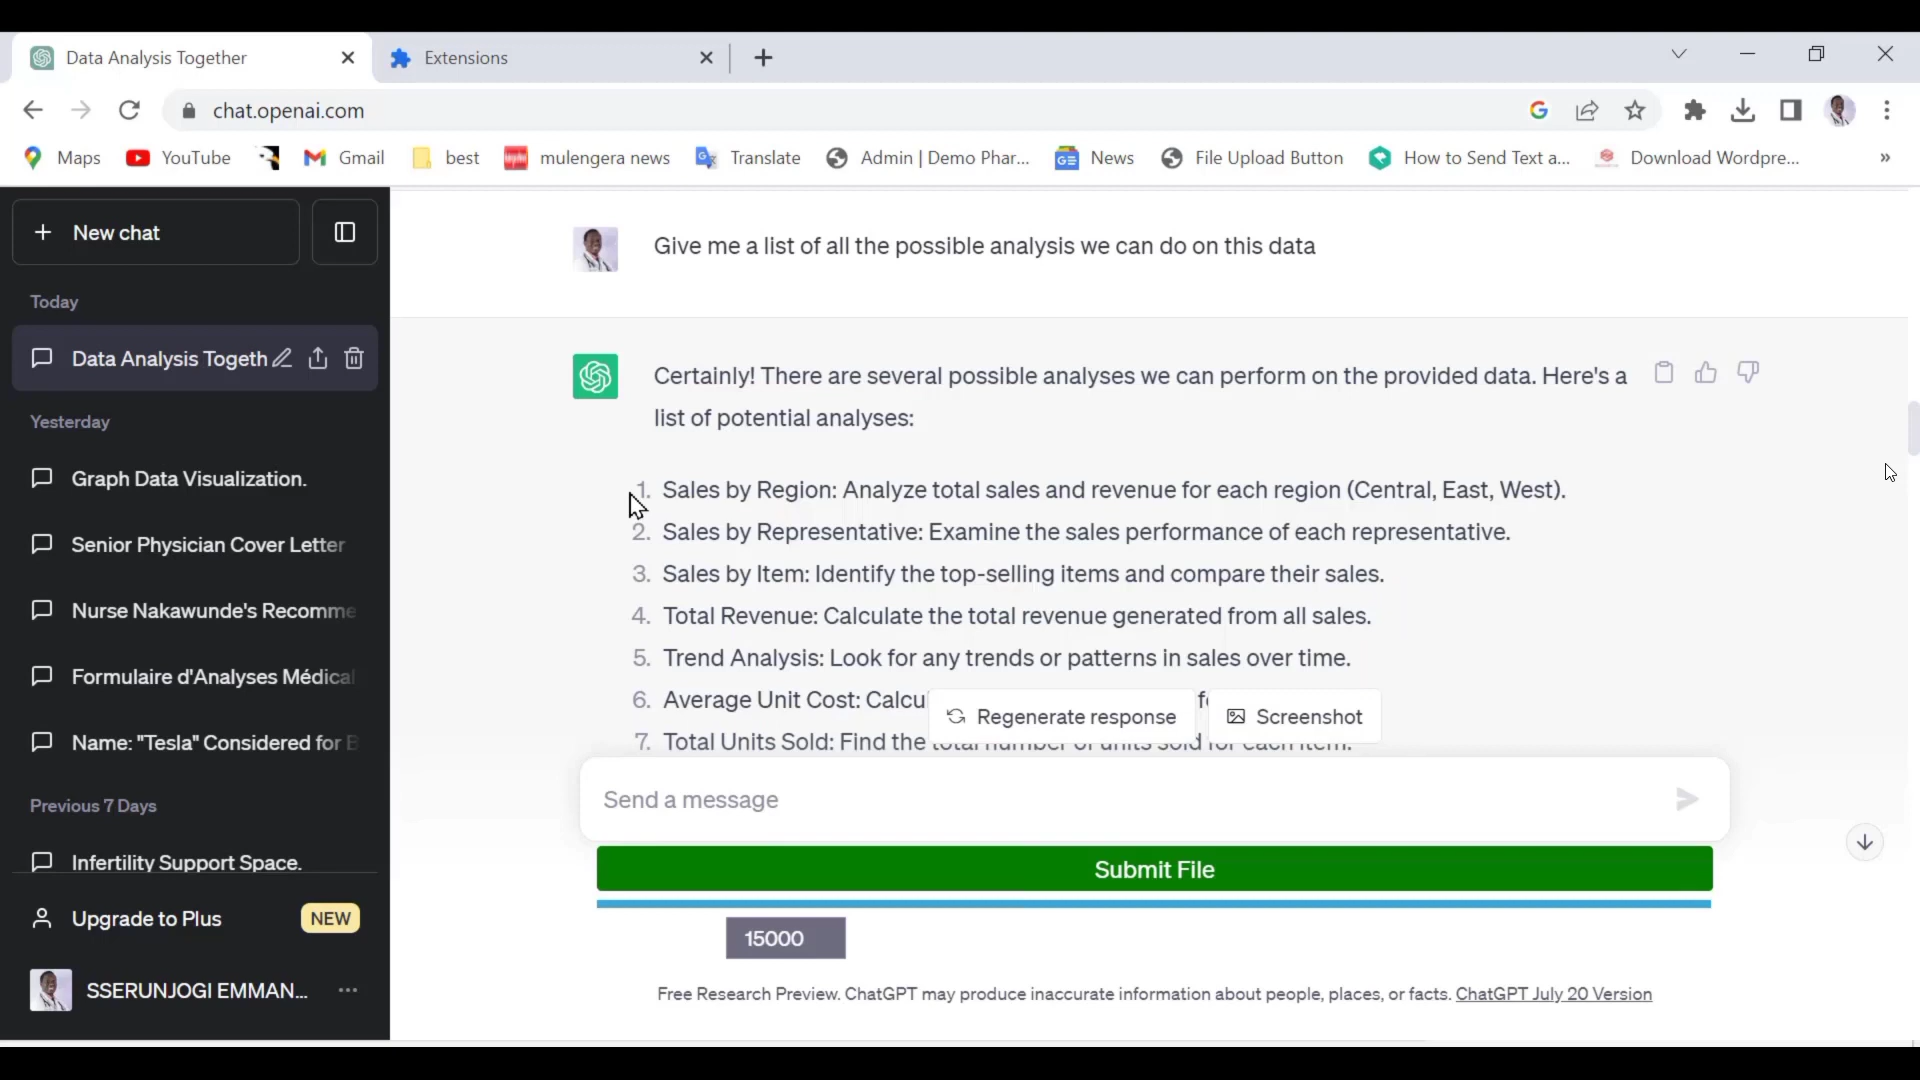 Data Analysis Together
Extensions
chat.openai.com
Maps
YouTube
Gmail
best
mulengera news
Translate
Admin | Demo Phar...
News
File Upload Button
How to Send Text a...
Download Wordpre...
New chat
Today
Data Analysis Togeth
Yesterday
Graph Data Visualization.
Senior Physician Cover Letter
Nurse Nakawunde's Recomme
Formulaire d'Analyses Médical
Name: "Tesla" Considered for B
Previous 7 Days
Infertility Support Space.
Upgrade to Plus
NEW
SSERUNJOGI EMMAN...
Give me a list of all the possible analysis we can do on this data
Certainly! There are several possible analyses we can perform on the provided data. Here's a
list of potential analyses:
1. Sales by Region: Analyze total sales and revenue for each region (Central, East, West).
2. Sales by Representative: Examine the sales performance of each representative.
3. Sales by Item: Identify the top-selling items and compare their sales.
4. Total Revenue: Calculate the total revenue generated from all sales.
5. Trend Analysis: Look for any trends or patterns in sales over time.
6. Average Unit Cost:
7. Total Units Sold: Find the total number of units sold for each item.
Regenerate response
Screenshot
Send a message
Submit File
15000
Free Research Preview. ChatGPT may produce inaccurate information about people, places, or facts. ChatGPT July 20 Version